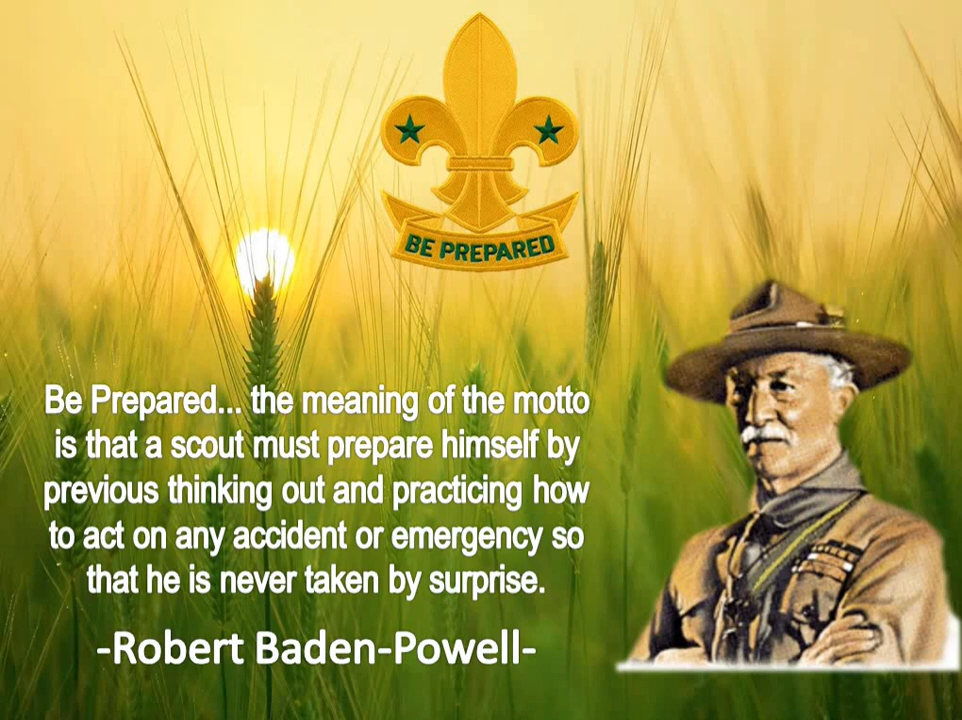 BE PREPARED
Be Prepared... the meaning of the motto
is that a scout must prepare himself by
previous thinking out and practicing how
to act on any accident or emergency so
that he is never taken by surprise.
-Robert Baden-Powell-